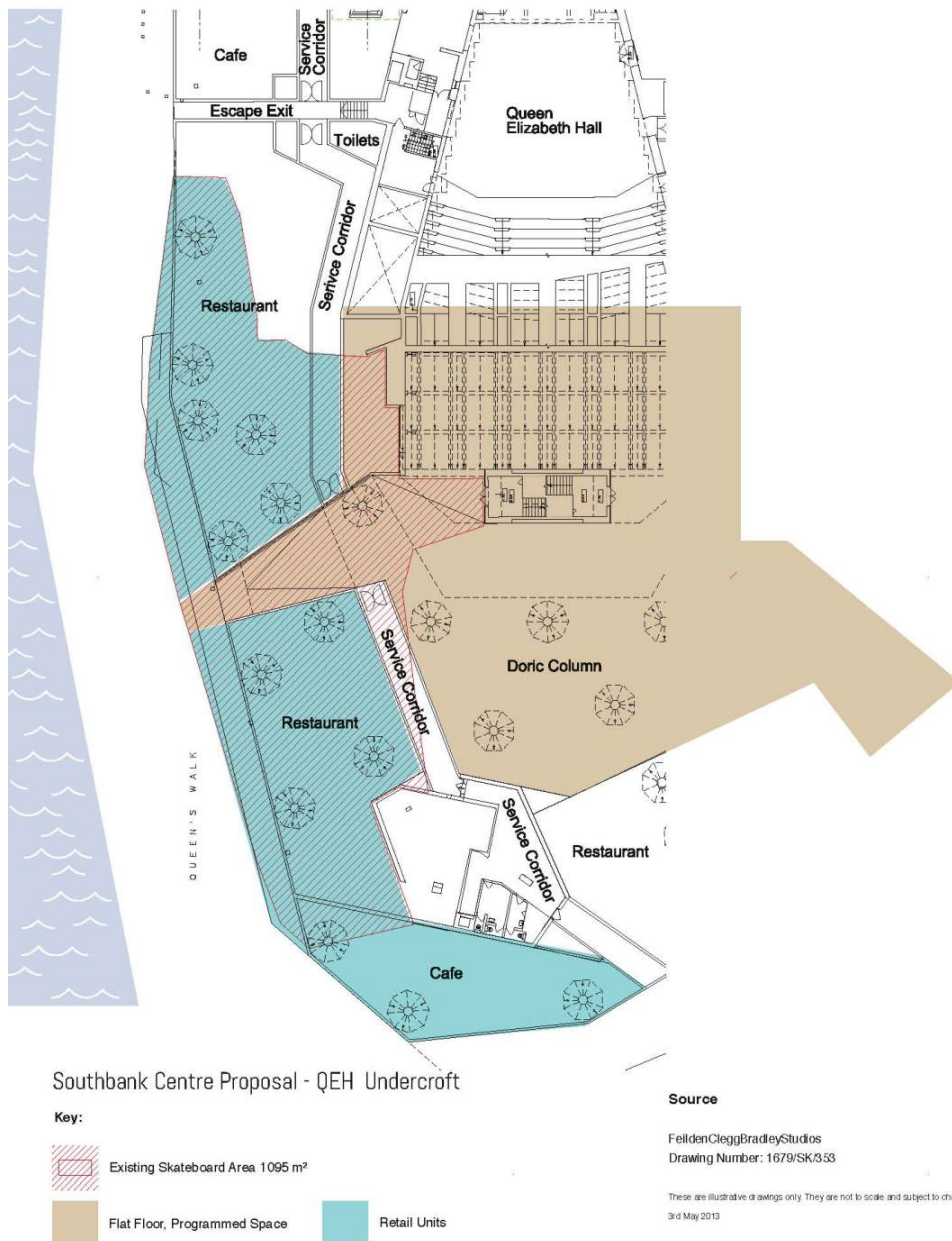 Cafe
Service
Corridor
Escape Exit
Toilets
Queen
Elizabeth Hall
Serivce Corridor
Restaurant
Doric Column
Service Corridor
Restaurant
QUEEN'S WALK
Service Corridor
Restaurant
Cafe
Southbank Centre Proposal - QEH Undercroft
Key:
Existing Skateboard Area 1095 m²
Flat Floor, Programmed Space
Retail Units
Source
FeildenCleggBradleyStudios
Drawing Number: 1679/SK/353
These are illustrative drawings only. They are not to scale and subject to ch
3rd May 2013